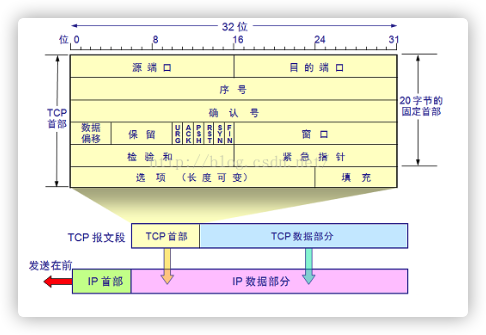 32 位
位 0 8 16 24 31
源 端 口 目 的 端 口
序 号
TCP 首部
确 认 号
20 字节的固定首部
数据偏移 保 留 URG ACK PSH RST SYN FIN 窗 口
检 验 和 紧 急 指 针
http://blog.csdn.net/
选 项 （长 度 可 变） 填 充
TCP 报文段 TCP 首部 TCP 数据部分
发送在前
IP 首部 IP 数据部分